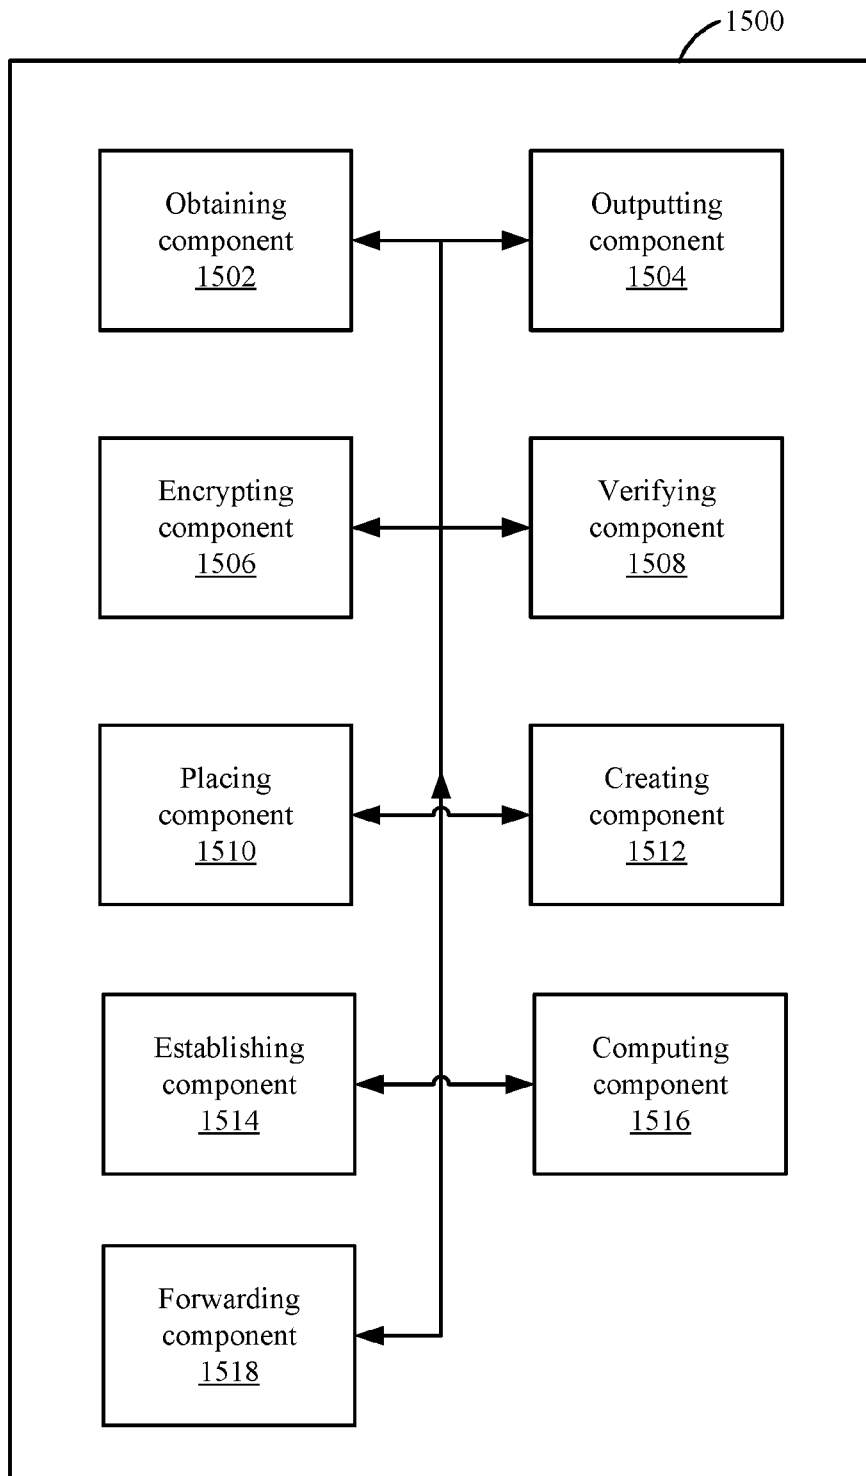 1500
Obtaining
component
1502
Outputting
component
1504
Encrypting
component
1506
Verifying
component
1508
Placing
component
1510
Creating
component
1512
Establishing
component
1514
Computing
component
1516
Forwarding
component
1518